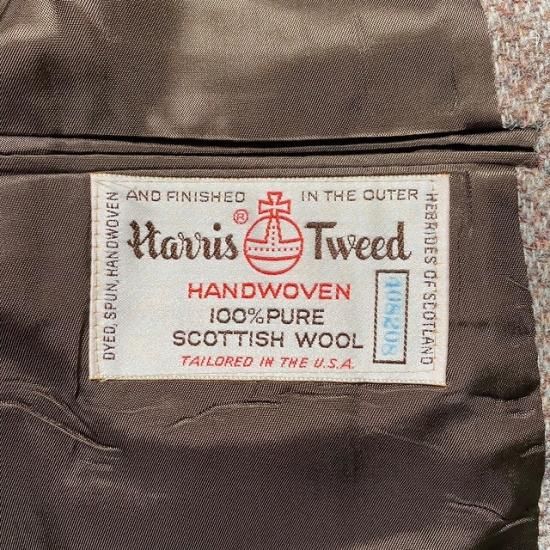 DYED, SPUN, HANDWOVEN
AND FINISHED IN THE OUTER
HEBRIDES OF SCOTLAND
Harris ® Tweed
HANDWOVEN
100% PURE
SCOTTISH WOOL
TAILORED IN THE U.S.A.